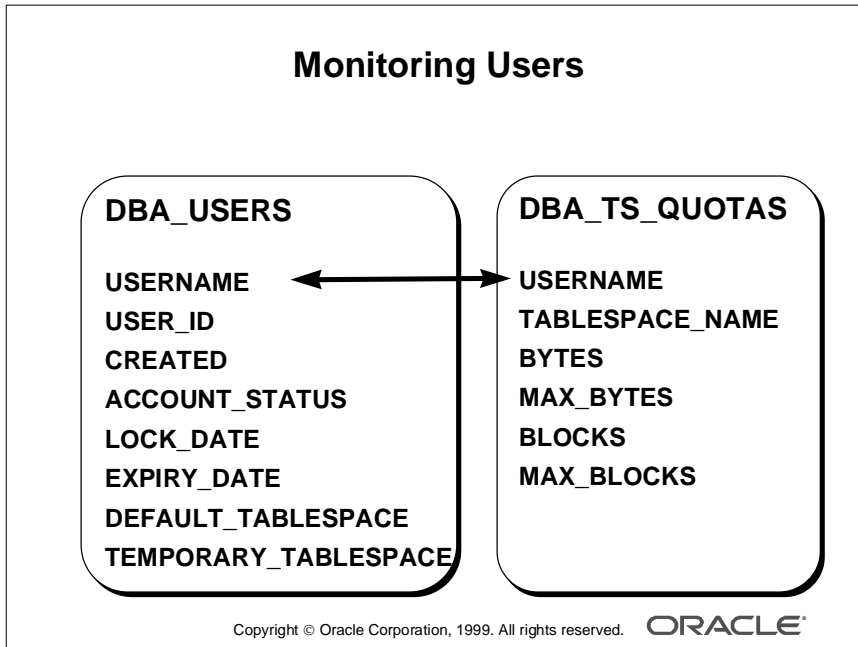 Monitoring Users
DBA_USERS
USERNAME
USER_ID
CREATED
ACCOUNT_STATUS
LOCK_DATE
EXPIRY_DATE
DEFAULT_TABLESPACE
TEMPORARY_TABLESPACE
DBA_TS_QUOTAS
USERNAME
TABLESPACE_NAME
BYTES
MAX_BYTES
BLOCKS
MAX_BLOCKS
Copyright © Oracle Corporation, 1999. All rights reserved.
ORACLE®